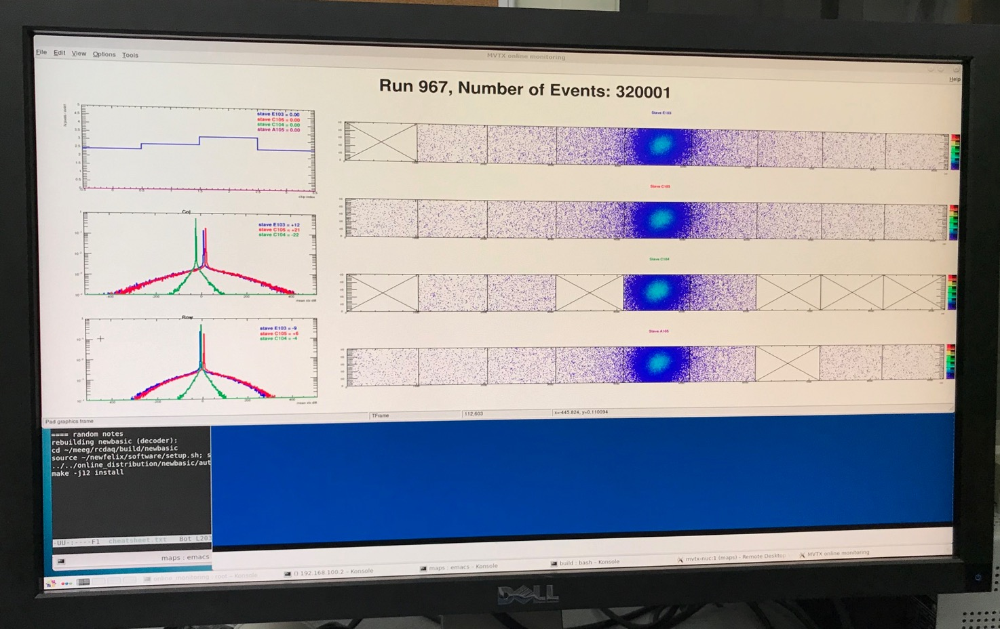 MVTX online monitoring
File Edit View Options Tools
Help
Run 967, Number of Events: 320001
stave E103 = 0.00
stave C105 = 0.00
stave C104 = 0.00
stave A105 = 0.00
chip index
Stave E103
Stave C105
Col
stave E103 = +12
stave C105 = +21
stave C104 = -22
Stave C104
Row
stave E103 = -9
stave C105 = +6
stave C104 = -4
Stave A105
Pad graphics frame
TFrame
112,603
x=-445.824, y=0.110094
==== random notes
rebuilding newbasic (decoder):
cd ~/meeg/rcdaq/build/newbasic
source ~/newfelix/software/setup.sh; s
../../online_distribution/newbasic/aut
make -j12 install
-UU-:----F1 cheatsheet.txt Bot L203
maps : emacs
online_monitoring : root – Konsole
() 192.168.100.2 – Konsole
maps : emacs – Konsole
build : bash – Konsole
mvtx-nuc:1 (maps) - Remote Desktop
MVTX online monitoring
DELL